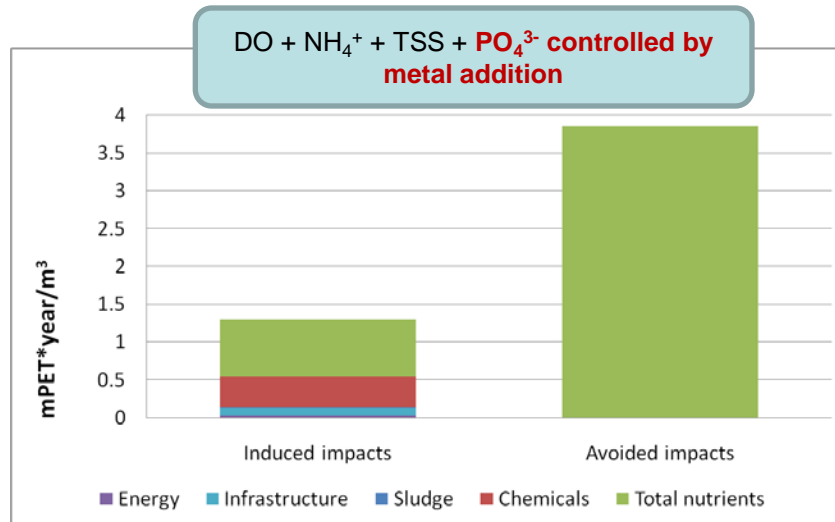 DO + NH₄⁺ + TSS + PO₄³⁻ controlled by
metal addition
4
3.5
3
2.5
2
1.5
1
0.5
0
mPET*year/m³
Induced impacts Avoided impacts
Energy Infrastructure Sludge Chemicals Total nutrients